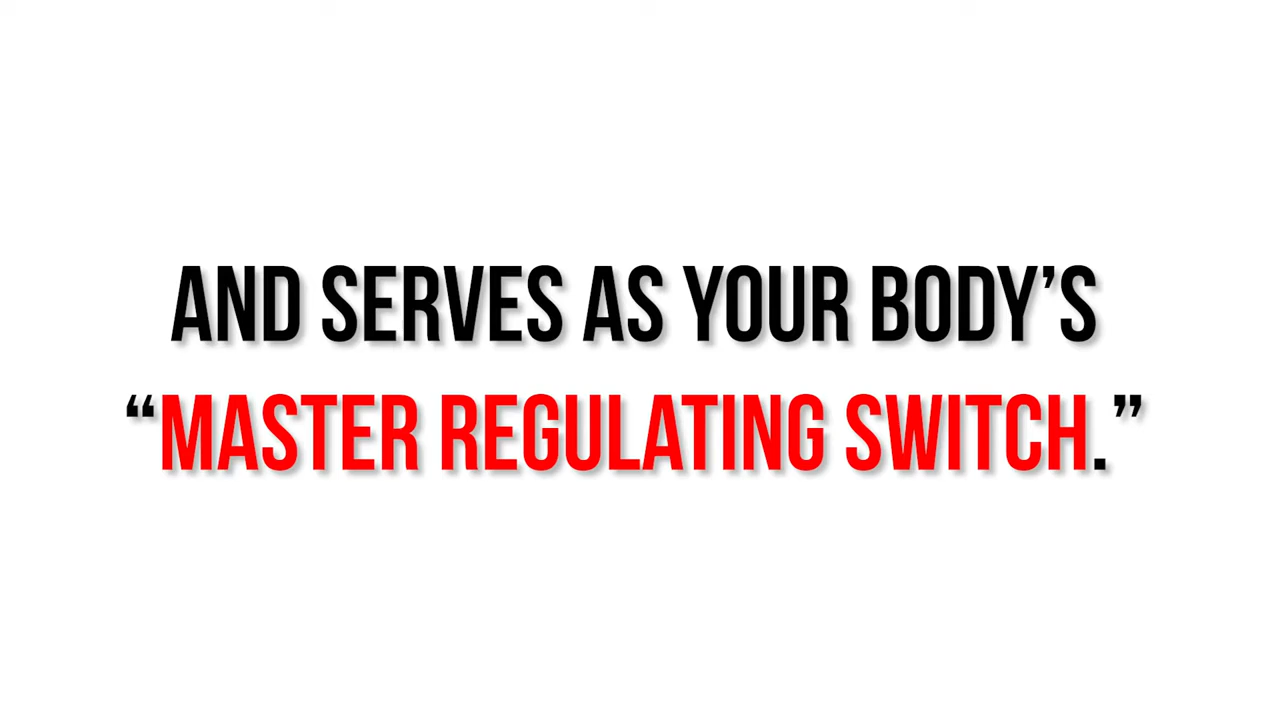 AND SERVES AS YOUR BODY’S
“MASTER REGULATING SWITCH.”